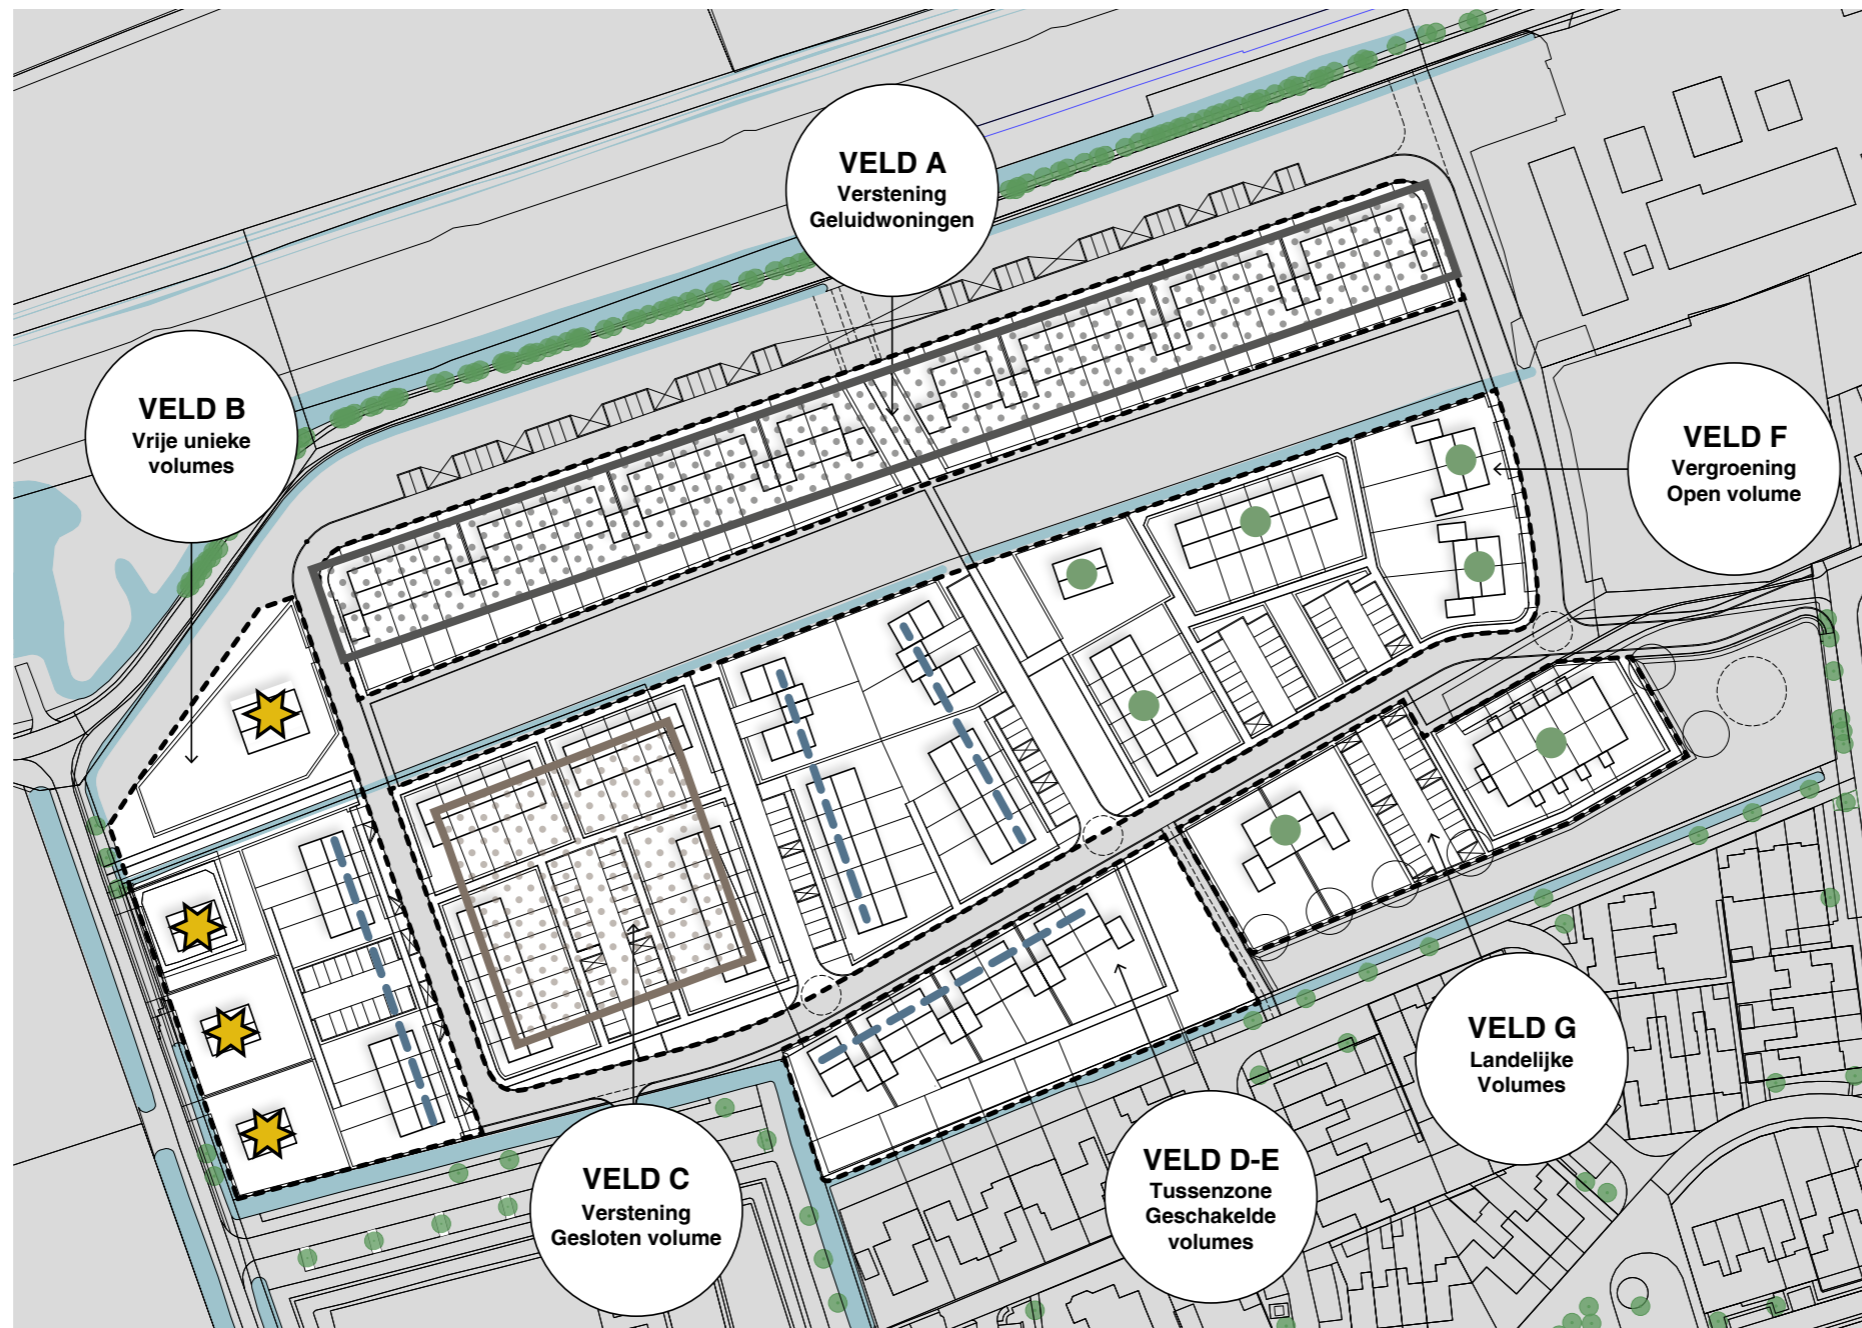 VELD A
Verstening
Geluidwoningen
VELD B
Vrije unieke
volumes
VELD F
Vergroening
Open volume
VELD G
Landelijke
Volumes
VELD C
Verstening
Gesloten volume
VELD D-E
Tussenzone
Geschakelde
volumes